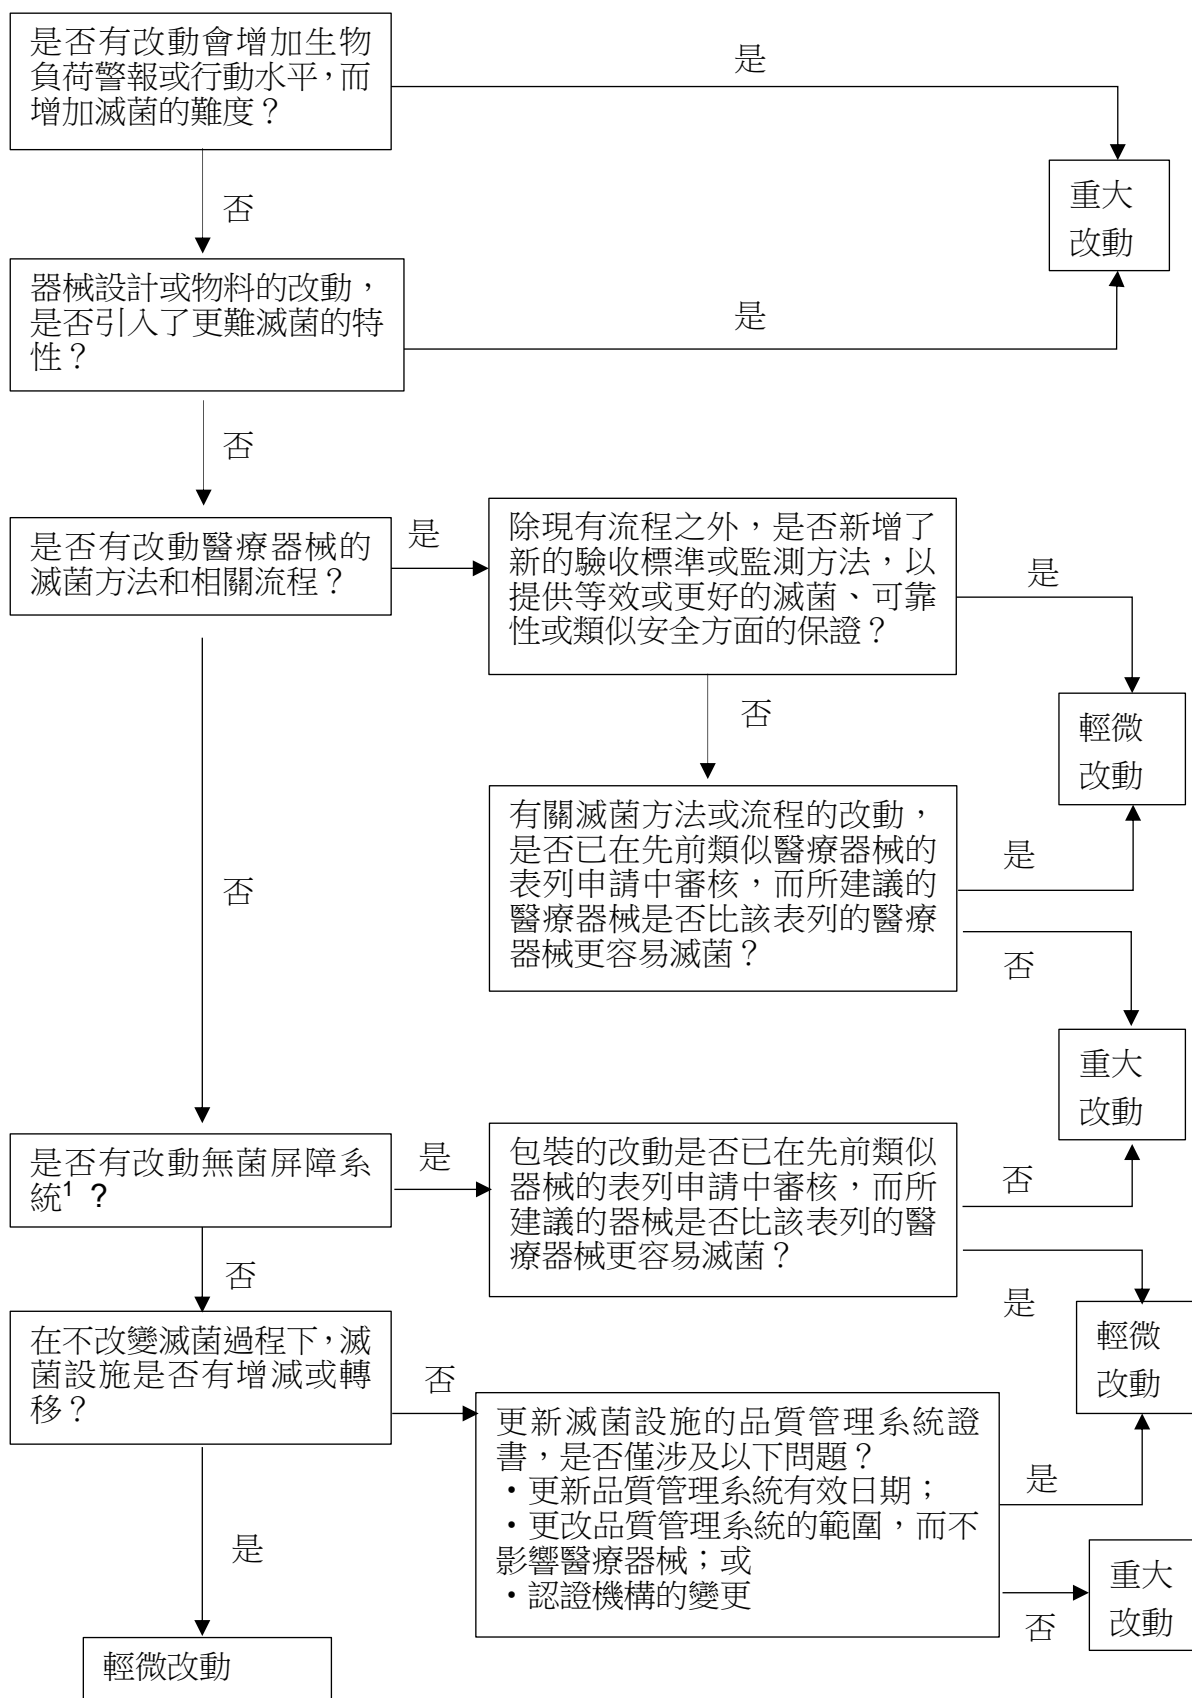 是否有改動會增加生物
負荷警報或行動水平，而
增加滅菌的難度？
是
重大
改動
否
器械設計或物料的改動，
是否引入了更難滅菌的特
性？
是
否
是否有改動醫療器械的
滅菌方法和相關流程？
是
除現有流程之外，是否新增了
新的驗收標準或監測方法，以
提供等效或更好的滅菌、可靠
性或類似安全方面的保證？
是
否
輕微
改動
有關滅菌方法或流程的改動，
是否已在先前類似醫療器械的
表列申請中審核，而所建議的
醫療器械是否比該表列的醫療
器械更容易滅菌？
是
否
否
重大
改動
是否有改動無菌屏障系
統¹ ?
是
包裝的改動是否已在先前類似
器械的表列申請中審核，而所
建議的器械是否比該表列的醫
療器械更容易滅菌？
否
是
否
輕微
改動
在不改變滅菌過程下，滅
菌設施是否有增減或轉
移？
否
更新滅菌設施的品質管理系統證
書，是否僅涉及以下問題？
・更新品質管理系統有效日期；
・更改品質管理系統的範圍，而不
影響醫療器械；或
・認證機構的變更
是
否
重大
改動
是
輕微改動